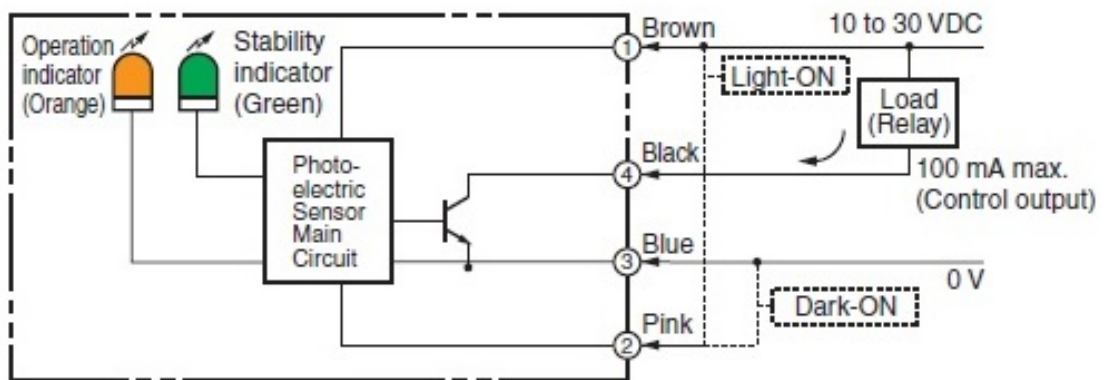 Operation
indicator
(Orange)
Stability
indicator
(Green)
Photo-
electric
Sensor
Main
Circuit
1
Brown
10 to 30 VDC
Light-ON
Load
(Relay)
4
Black
100 mA max.
(Control output)
3
Blue
0 V
Dark-ON
2
Pink